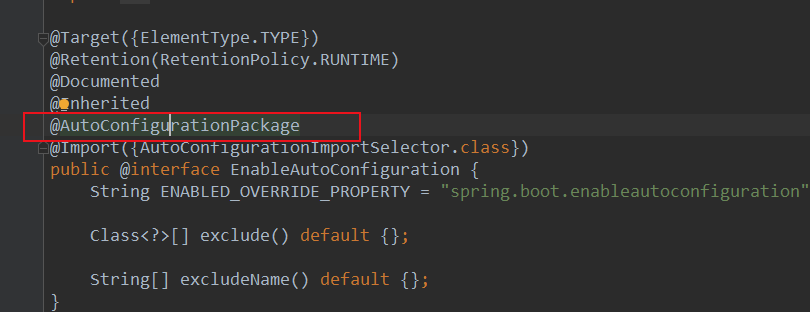 @Target({ElementType.TYPE})
@Retention(RetentionPolicy.RUNTIME)
@Documented
@Inherited
@AutoConfigurationPackage
@Import({AutoConfigurationImportSelector.class})
public @interface EnableAutoConfiguration {
    String ENABLED_OVERRIDE_PROPERTY = "spring.boot.enableautoconfiguration"
    Class<?>[] exclude() default {};
    String[] excludeName() default {};
}